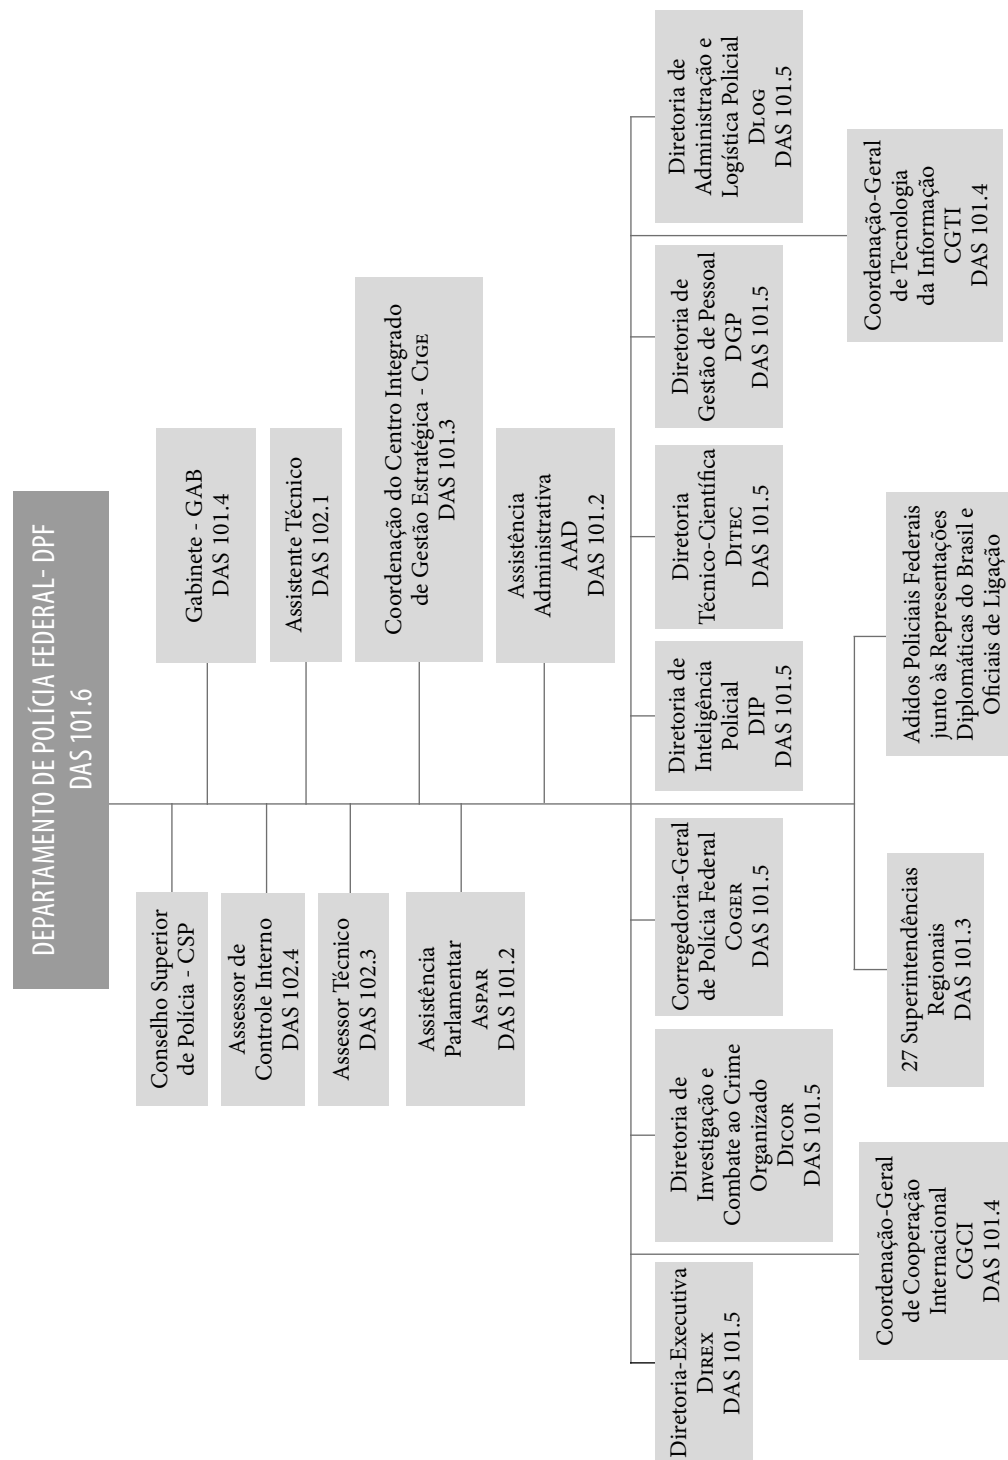 DEPARTAMENTO DE POLÍCIA FEDERAL- DPF
DAS 101.6
Conselho Superior
de Polícia - CSP
Gabinete - GAB
DAS 101.4
Assessor de
Controle Interno
DAS 102.4
Assistente Técnico
DAS 102.1
Assessor Técnico
DAS 102.3
Coordenação do Centro Integrado
de Gestão Estratégica - CIGE
DAS 101.3
Assistência
Parlamentar
ASPAR
DAS 101.2
Assistência
Administrativa
AAD
DAS 101.2
Diretoria-Executiva
DIREX
DAS 101.5
Diretoria de
Investigação e
Combate ao Crime
Organizado
DICOR
DAS 101.5
Corregedoria-Geral
de Polícia Federal
COGER
DAS 101.5
Diretoria de
Inteligência
Policial
DIP
DAS 101.5
Diretoria
Técnico-Científica
DITEC
DAS 101.5
Diretoria de
Gestão de Pessoal
DGP
DAS 101.5
Diretoria de
Administração e
Logística Policial
DLOG
DAS 101.5
Coordenação-Geral
de Cooperação
Internacional
CGCI
DAS 101.4
27 Superintendências
Regionais
DAS 101.3
Adidos Policiais Federais
junto às Representações
Diplomáticas do Brasil e
Oficiais de Ligação
Coordenação-Geral
de Tecnologia
da Informação
CGTI
DAS 101.4